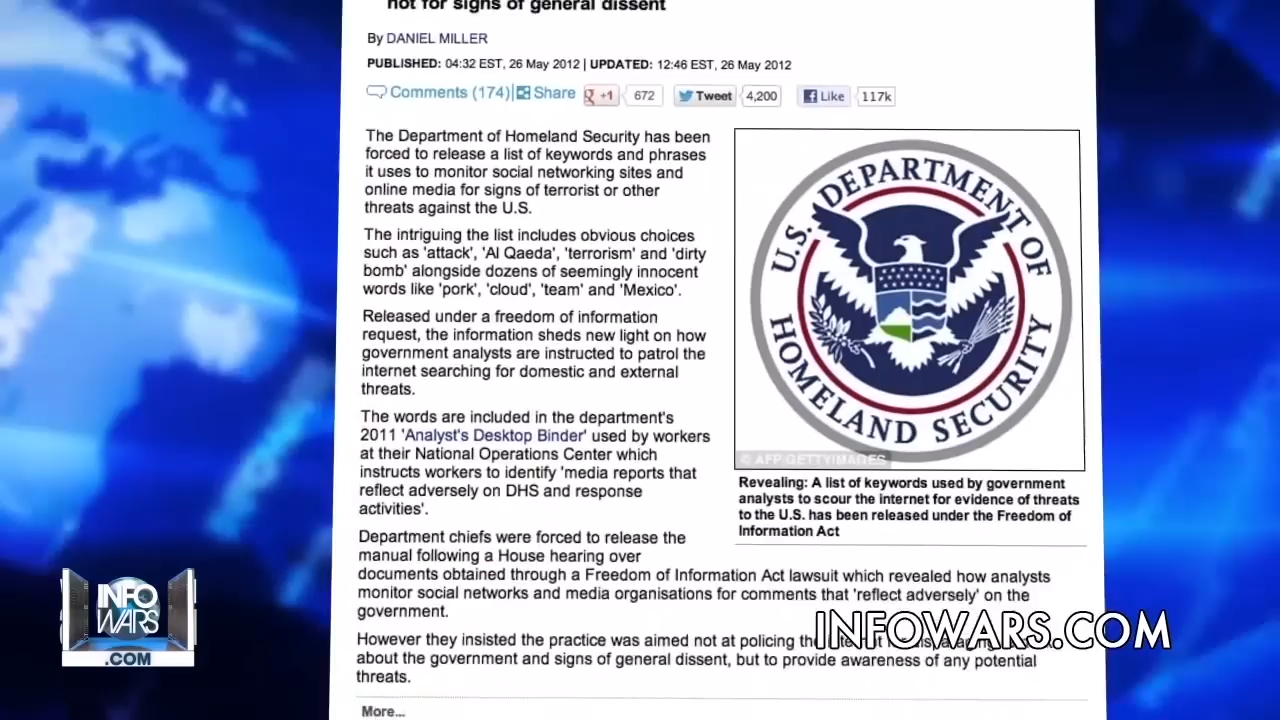 not for signs of general dissent
By DANIEL MILLER
PUBLISHED: 04:32 EST, 26 May 2012 | UPDATED: 12:46 EST, 26 May 2012
Comments (174) Share +1 672 Tweet 4,200 Like 117k
The Department of Homeland Security has been
forced to release a list of keywords and phrases
it uses to monitor social networking sites and
online media for signs of terrorist or other
threats against the U.S.
The intriguing the list includes obvious choices
such as 'attack', 'Al Qaeda', 'terrorism' and 'dirty
bomb' alongside dozens of seemingly innocent
words like 'pork', 'cloud', 'team' and 'Mexico'.
Released under a freedom of information
request, the information sheds new light on how
government analysts are instructed to patrol the
internet searching for domestic and external
threats.
The words are included in the department's
2011 'Analyst's Desktop Binder' used by workers
at their National Operations Center which
instructs workers to identify 'media reports that
reflect adversely on DHS and response
activities'.
U.S. DEPARTMENT OF
HOMELAND SECURITY
© AFP GETTY IMAGES
Revealing: A list of keywords used by government
analysts to scour the internet for evidence of threats
to the U.S. has been released under the Freedom of
Information Act
Department chiefs were forced to release the
manual following a House hearing over
documents obtained through a Freedom of Information Act lawsuit which revealed how analysts
monitor social networks and media organisations for comments that 'reflect adversely' on the
government.
However they insisted the practice was aimed not at policing the
about the government and signs of general dissent, but to provide awareness of any potential
threats.
More...
INFO
WARS
.COM
INFOWARS.COM